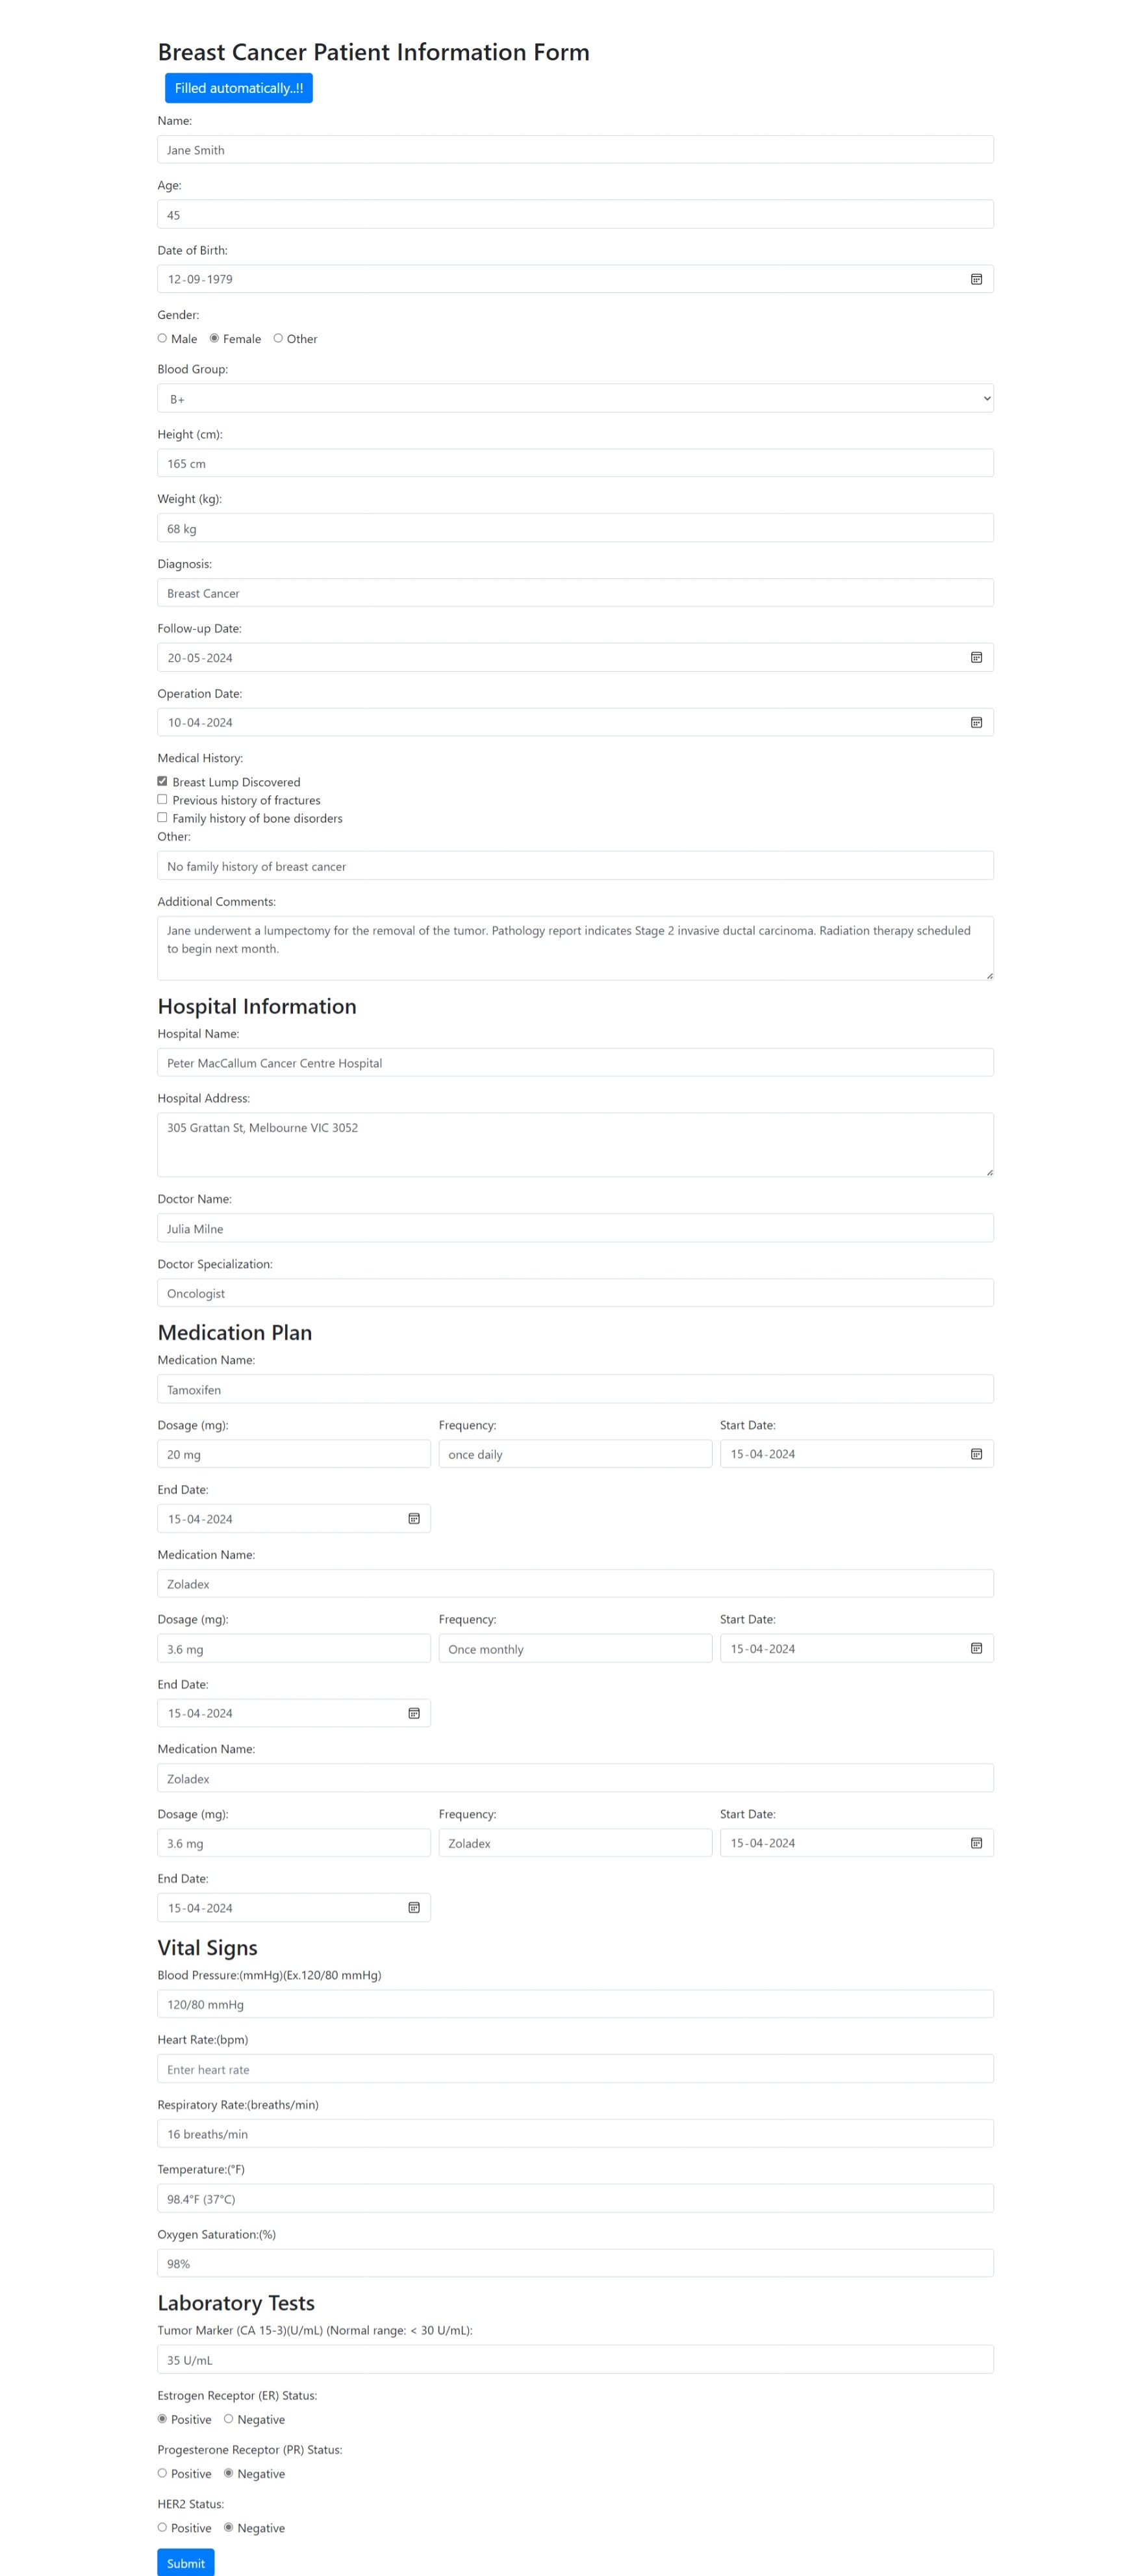 Breast Cancer Patient Information Form
Filled automatically..!!
Name:
Jane Smith
Age:
45
Date of Birth:
12-09-1979
Gender:
Male Female Other
Blood Group:
B+
Height (cm):
165 cm
Weight (kg):
68 kg
Diagnosis:
Breast Cancer
Follow-up Date:
20-05-2024
Operation Date:
10-04-2024
Medical History:
Breast Lump Discovered
Previous history of fractures
Family history of bone disorders
Other:
No family history of breast cancer
Additional Comments:
Jane underwent a lumpectomy for the removal of the tumor. Pathology report indicates Stage 2 invasive ductal carcinoma. Radiation therapy scheduled
to begin next month.
Hospital Information
Hospital Name:
Peter MacCallum Cancer Centre Hospital
Hospital Address:
305 Grattan St, Melbourne VIC 3052
Doctor Name:
Julia Milne
Doctor Specialization:
Oncologist
Medication Plan
Medication Name:
Tamoxifen
Dosage (mg): Frequency: Start Date:
20 mg once daily 15-04-2024
End Date:
15-04-2024
Medication Name:
Zoladex
Dosage (mg): Frequency: Start Date:
3.6 mg Once monthly 15-04-2024
End Date:
15-04-2024
Medication Name:
Zoladex
Dosage (mg): Frequency: Start Date:
3.6 mg Zoladex 15-04-2024
End Date:
15-04-2024
Vital Signs
Blood Pressure:(mmHg)(Ex.120/80 mmHg)
120/80 mmHg
Heart Rate:(bpm)
Enter heart rate
Respiratory Rate:(breaths/min)
16 breaths/min
Temperature:(°F)
98.4°F (37°C)
Oxygen Saturation:(%)
98%
Laboratory Tests
Tumor Marker (CA 15-3)(U/mL) (Normal range: < 30 U/mL):
35 U/mL
Estrogen Receptor (ER) Status:
Positive Negative
Progesterone Receptor (PR) Status:
Positive Negative
HER2 Status:
Positive Negative
Submit